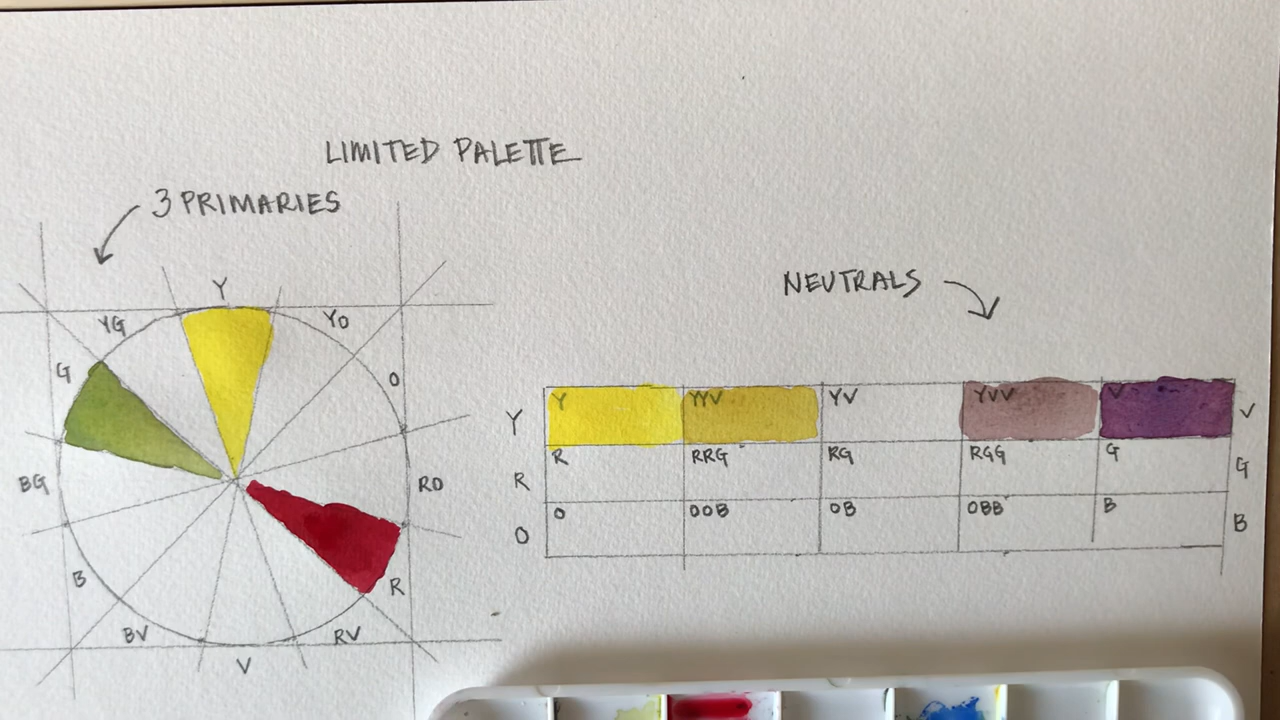 LIMITED PALETTE
3 PRIMARIES
NEUTRALS
Y
YG
YO
G
O
BG
RO
B
R
BV
RV
V
Y Y YYV YV YVV V V
R R RRG RG RGG G G
O O OOB OB OBB B B